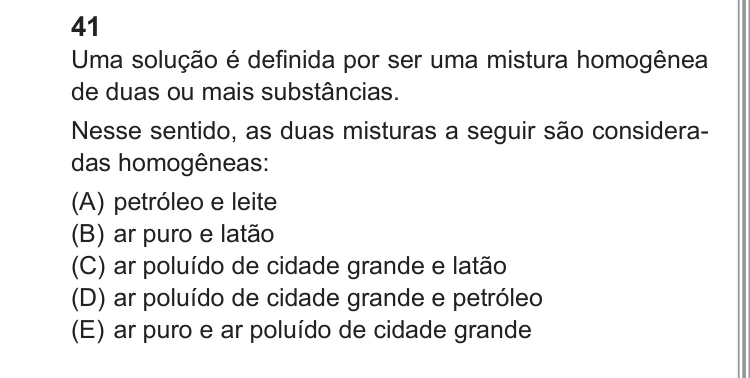 41
Uma solução é definida por ser uma mistura homogênea
de duas ou mais substâncias.
Nesse sentido, as duas misturas a seguir são considera-
das homogêneas:
(A) petróleo e leite
(B) ar puro e latão
(C) ar poluído de cidade grande e latão
(D) ar poluído de cidade grande e petróleo
(E) ar puro e ar poluído de cidade grande